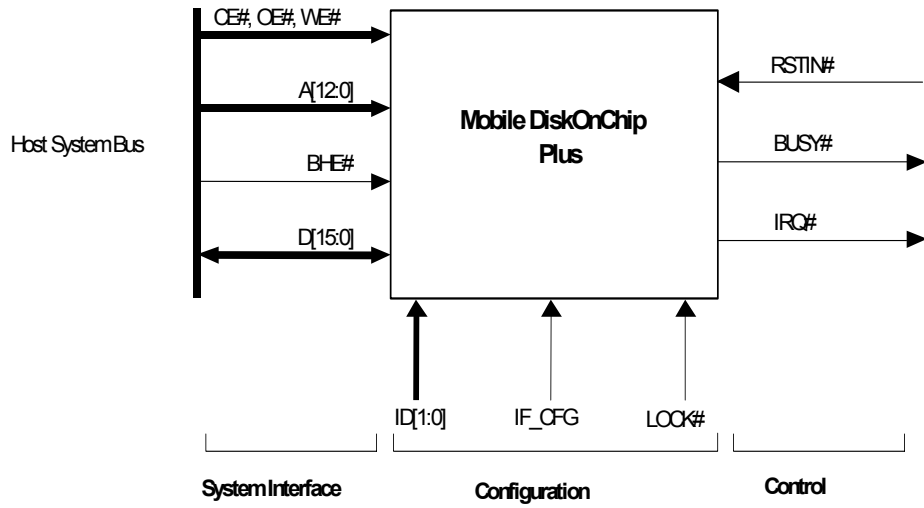 CE#, OE#, WE#
A[12:0]
Host System Bus
BHE#
D[15:0]
Mobile DiskOnChip
Plus
RSTIN#
BUSY#
IRQ#
ID[1:0]
IF_CFG
LOCK#
System Interface
Configuration
Control